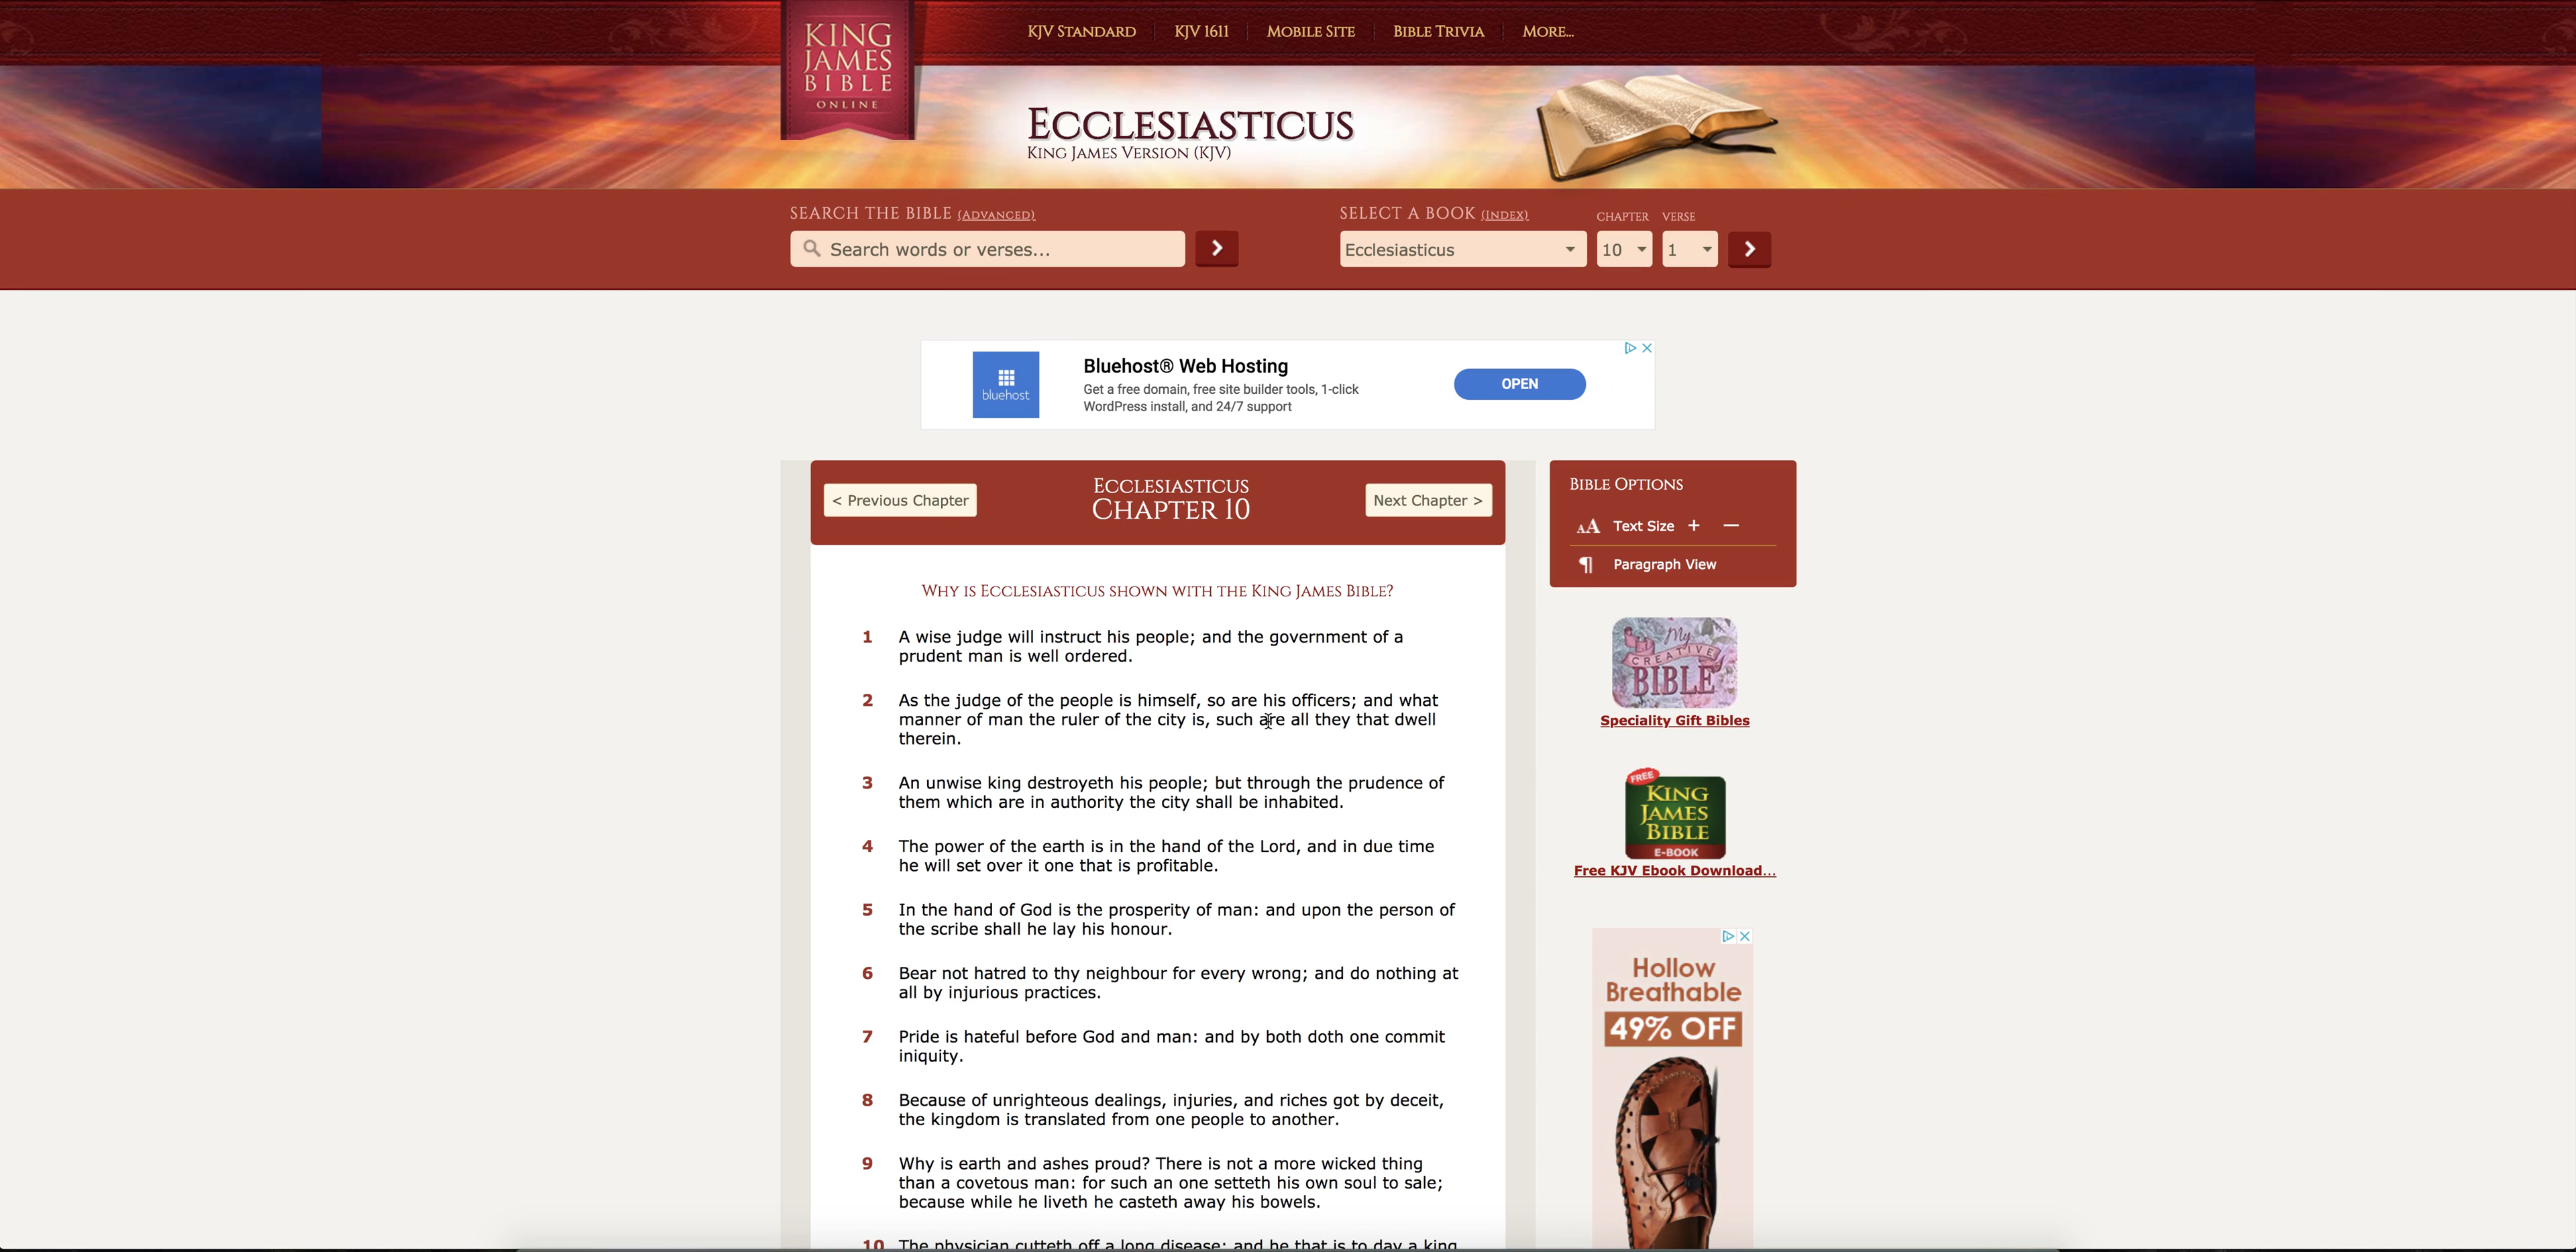 KING
JAMES
BIBLE
ONLINE
KJV STANDARD
KJV 1611
MOBILE SITE
BIBLE TRIVIA
MORE...
ECCLESIASTICUS
KING JAMES VERSION (KJV)
SEARCH THE BIBLE (ADVANCED)
Search words or verses...
SELECT A BOOK (INDEX)
CHAPTER
VERSE
Ecclesiasticus
10
1
bluehost
Bluehost® Web Hosting
Get a free domain, free site builder tools, 1-click
WordPress install, and 24/7 support
OPEN
< Previous Chapter
ECCLESIASTICUS
CHAPTER 10
Next Chapter >
WHY IS ECCLESIASTICUS SHOWN WITH THE KING JAMES BIBLE?
1 A wise judge will instruct his people; and the government of a
prudent man is well ordered.
2 As the judge of the people is himself, so are his officers; and what
manner of man the ruler of the city is, such are all they that dwell
therein.
3 An unwise king destroyeth his people; but through the prudence of
them which are in authority the city shall be inhabited.
4 The power of the earth is in the hand of the Lord, and in due time
he will set over it one that is profitable.
5 In the hand of God is the prosperity of man: and upon the person of
the scribe shall he lay his honour.
6 Bear not hatred to thy neighbour for every wrong; and do nothing at
all by injurious practices.
7 Pride is hateful before God and man: and by both doth one commit
iniquity.
8 Because of unrighteous dealings, injuries, and riches got by deceit,
the kingdom is translated from one people to another.
9 Why is earth and ashes proud? There is not a more wicked thing
than a covetous man: for such an one setteth his own soul to sale;
because while he liveth he casteth away his bowels.
10 The physician cutteth off a long disease; and he that is to day a king
BIBLE OPTIONS
AA Text Size + −
¶ Paragraph View
My
CREATIVE
BIBLE
Speciality Gift Bibles
FREE
KING
JAMES
BIBLE
E-BOOK
Free KJV Ebook Download...
Hollow
Breathable
49% OFF